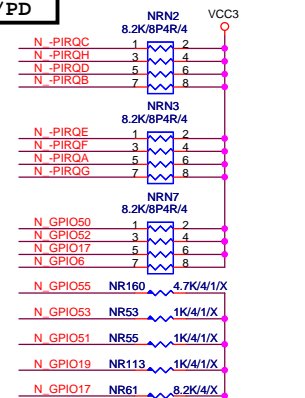 /PD
NRN2 VCC3
8.2K/8P4R/4
N_-PIRQC 1 2
N_-PIRQH 3 4
N_-PIRQD 5 6
N_-PIRQB 7 8
NRN3
8.2K/8P4R/4
N_-PIRQE 1 2
N_-PIRQF 3 4
N_-PIRQA 5 6
N_-PIRQG 7 8
NRN7
8.2K/8P4R/4
N_GPIO50 1 2
N_GPIO52 3 4
N_GPIO17 5 6
N_GPIO6 7 8
N_GPIO55 NR160 4.7K/4/1/X
N_GPIO53 NR53 1K/4/1/X
N_GPIO51 NR55 1K/4/1/X
N_GPIO19 NR113 1K/4/1/X
N_GPIO17 NR61 8.2K/4/X